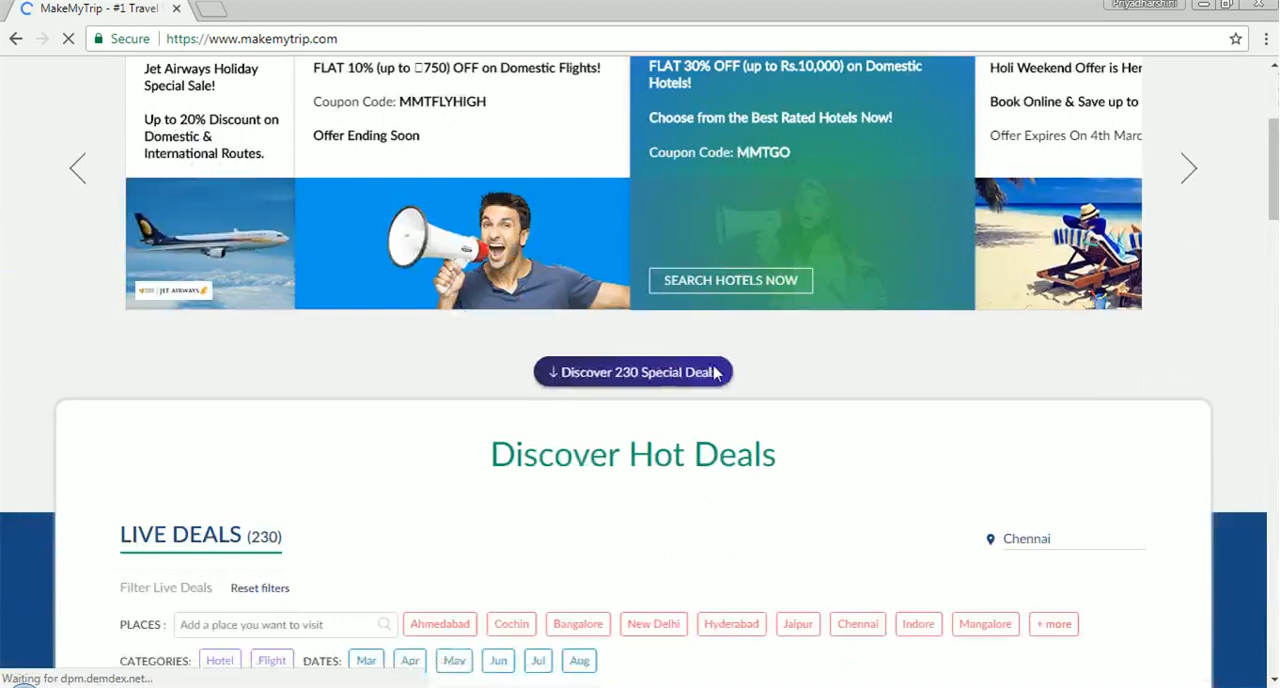 MakeMyTrip - #1 Travel
Priyadharshini
Secure
https://www.makemytrip.com
Jet Airways Holiday
Special Sale!
Up to 20% Discount on
Domestic &
International Routes.
JET AIRWAYS
FLAT 10% (up to □750) OFF on Domestic Flights!
Coupon Code: MMTFLYHIGH
Offer Ending Soon
FLAT 30% OFF (up to Rs.10,000) on Domestic
Hotels!
Choose from the Best Rated Hotels Now!
Coupon Code: MMTGO
SEARCH HOTELS NOW
Holi Weekend Offer is Her
Book Online & Save up to
Offer Expires On 4th Marc
↓ Discover 230 Special Deals
Discover Hot Deals
LIVE DEALS (230)
Chennai
Filter Live Deals Reset filters
PLACES : Add a place you want to visit Ahmedabad Cochin Bangalore New Delhi Hyderabad Jaipur Chennai Indore Mangalore + more
CATEGORIES: Hotel Flight DATES: Mar Apr May Jun Jul Aug
Waiting for dpm.demdex.net...